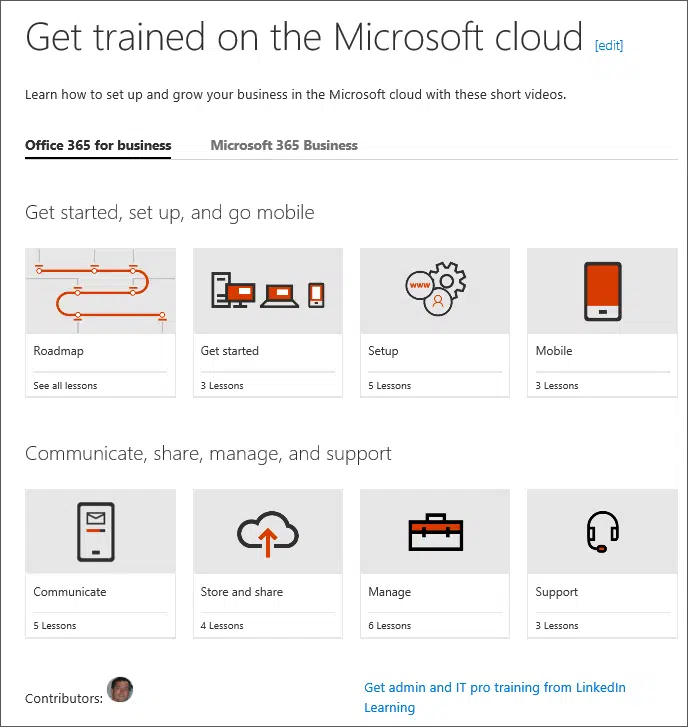 Get trained on the Microsoft cloud [edit]
Learn how to set up and grow your business in the Microsoft cloud with these short videos.
Office 365 for business Microsoft 365 Business
Get started, set up, and go mobile
www
Roadmap Get started Setup Mobile
See all lessons 3 Lessons 5 Lessons 3 Lessons
Communicate, share, manage, and support
Communicate Store and share Manage Support
5 Lessons 4 Lessons 6 Lessons 3 Lessons
Contributors:
Get admin and IT pro training from LinkedIn
Learning